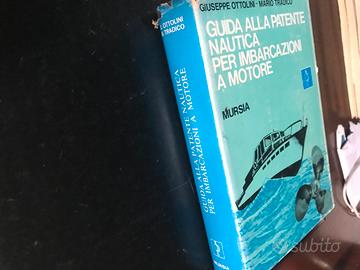 GIUSEPPE OTTOLINI - MARIO TRADICO
GUIDA ALLA PATENTE
NAUTICA
PER IMBARCAZIONI
A MOTORE
MURSIA
OTTOLINI
TRADICO
GUIDA ALLA PATENTE NAUTICA
PER IMBARCAZIONI A MOTORE
MURSIA
subito